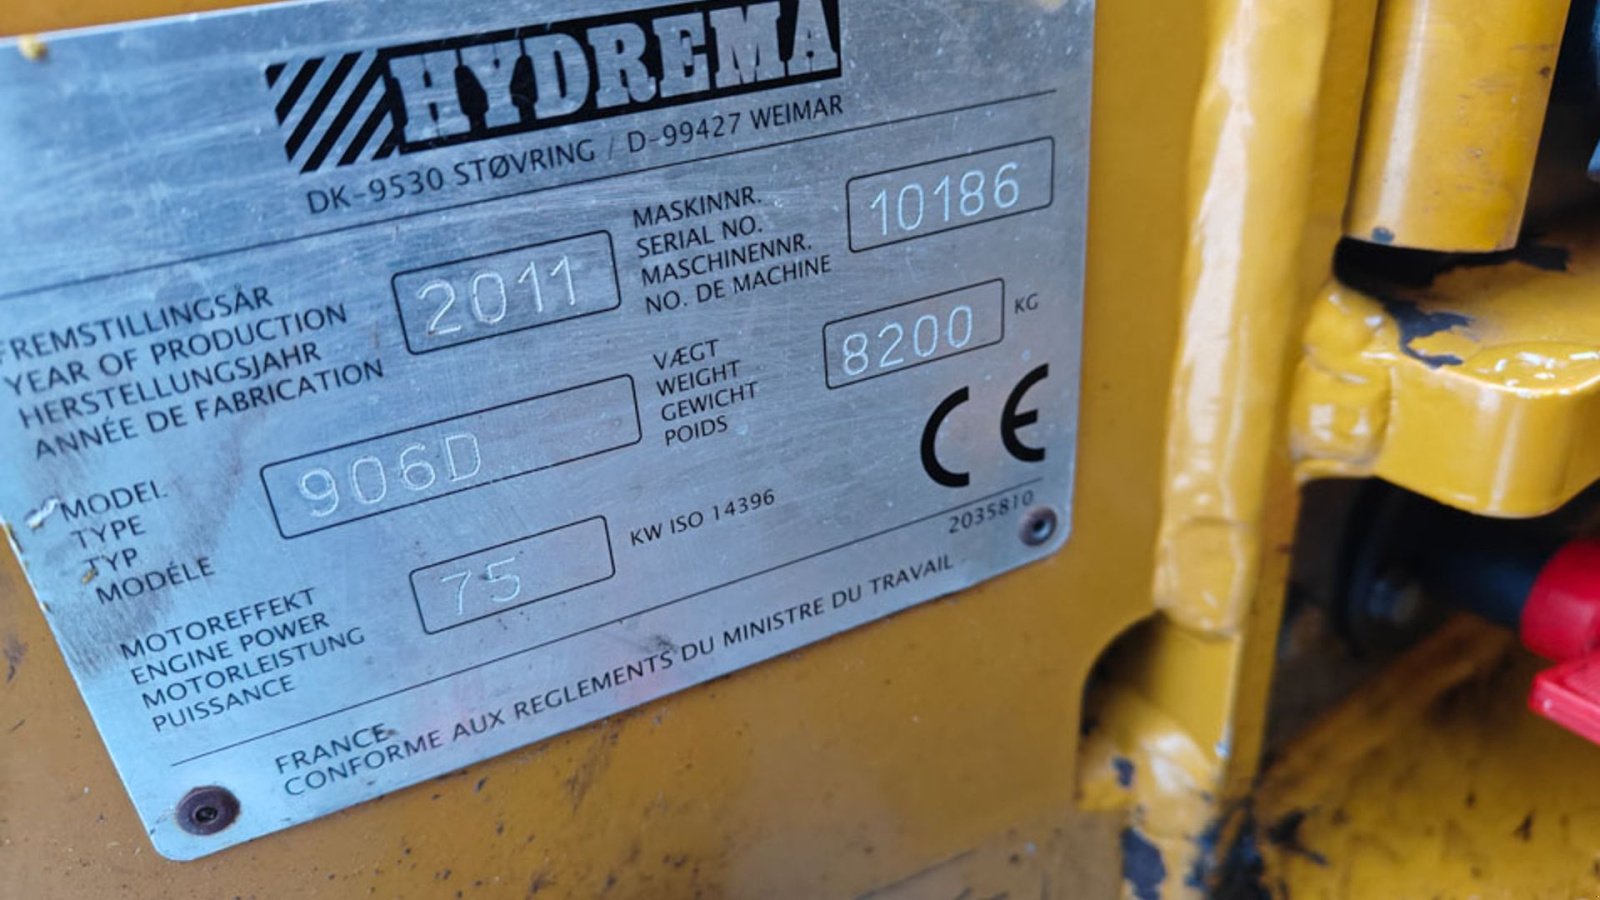 HYDREMA
DK-9530 STØVRING / D-99427 WEIMAR
FREMSTILLINGSÅR
YEAR OF PRODUCTION
HERSTELLUNGSJAHR
ANNÉE DE FABRICATION
2011
MASKINNR.
SERIAL NO.
MASCHINENNR.
NO. DE MACHINE
10186
MODEL
TYPE
TYP
MODÉLE
906D
VÆGT
WEIGHT
GEWICHT
POIDS
8200 KG
MOTOREFFEKT
ENGINE POWER
MOTORLEISTUNG
PUISSANCE
75 KW ISO 14396
CE
2035810
FRANCE.
CONFORME AUX REGLEMENTS DU MINISTRE DU TRAVAIL